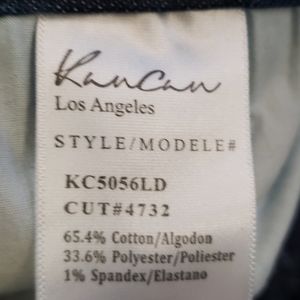 KanCan
Los Angeles
STYLE/MODELE#
KC5056LD
CUT#4732
65.4% Cotton/Algodon
33.6% Polyester/Poliester
1% Spandex/Elastano